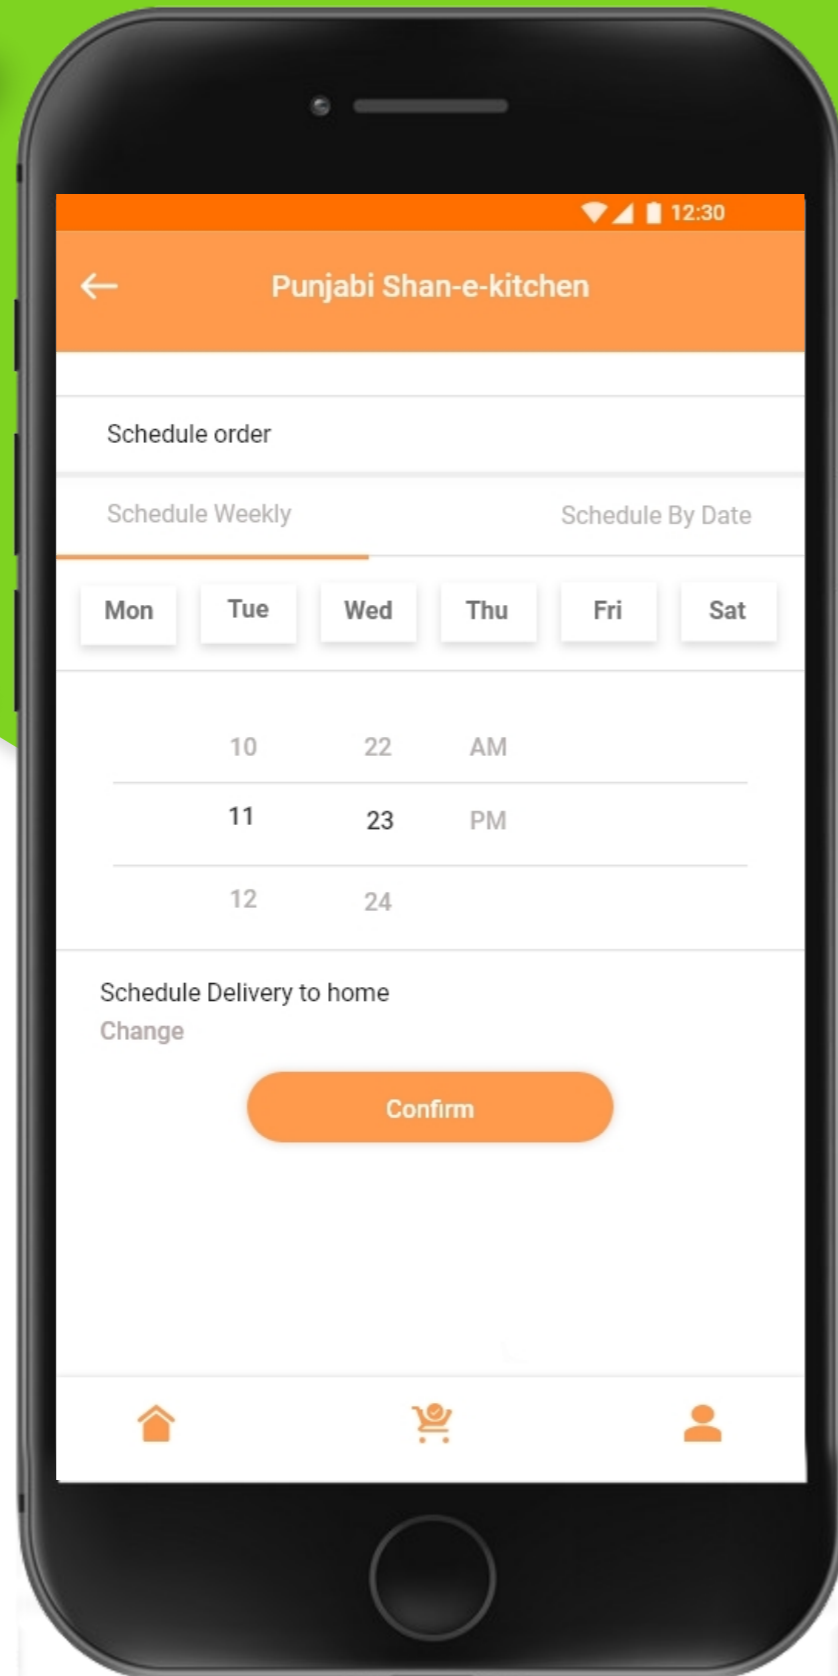 12:30
Punjabi Shan-e-kitchen
Schedule order
Schedule Weekly Schedule By Date
Mon Tue Wed Thu Fri Sat
10 22 AM
11 23 PM
12 24
Schedule Delivery to home
Change
Confirm